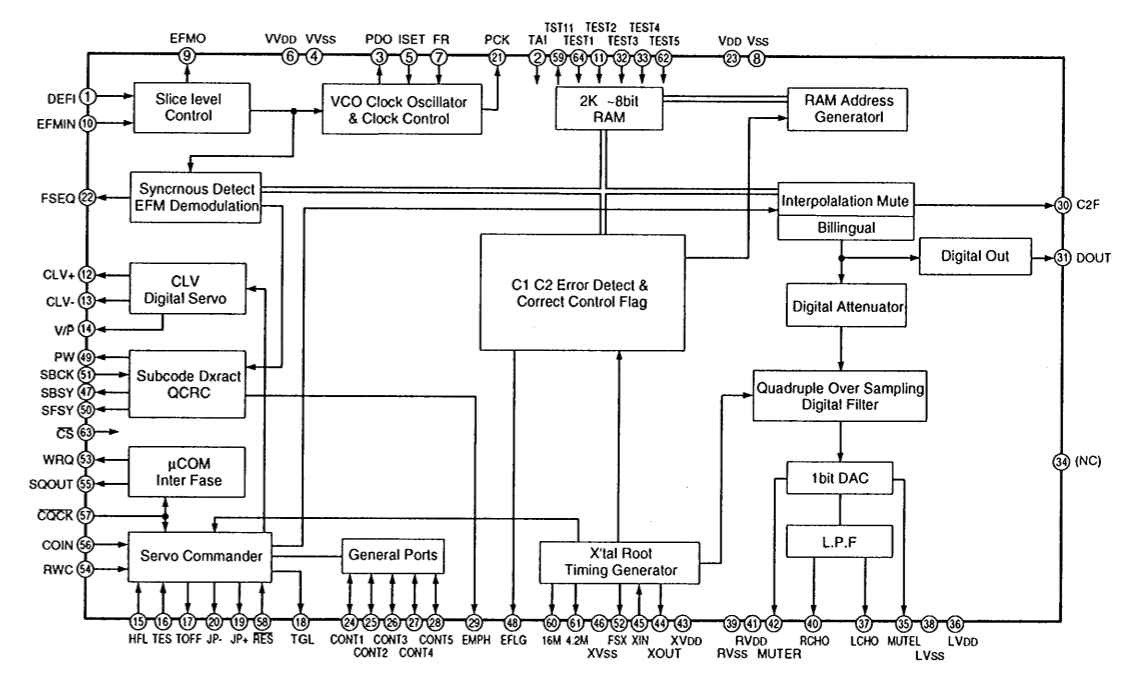 EFMO VVDD VVSS PDO ISET FR PCK TAI TST11 TEST1 TEST2 TEST3 TEST4 TEST5 VDD VSS
9 6 4 3 5 7 21 2 59 64 11 32 33 62 23 8
DEFI 1
EFMIN 10
Slice level
Control
VCO Clock Oscillator
& Clock Control
2K ~8bit
RAM
RAM Address
Generatorl
FSEQ 22
Syncrnous Detect
EFM Demodulation
Interpolalation Mute
Billingual
30 C2F
Digital Out
31 DOUT
CLV+ 12
CLV- 13
V/P̅ 14
CLV
Digital Servo
C1 C2 Error Detect &
Correct Control Flag
Digital Attenuator
PW 49
SBCK 51
SBSY 47
SFSY 50
Subcode Dxract
QCRC
Quadruple Over Sampling
Digital Filter
C̅S̅ 63
WRQ 53
SQOUT 55
µCOM
Inter Fase
1bit DAC
34 (NC)
C̅Q̅C̅K̅ 57
COIN 56
RWC 54
Servo Commander
General Ports
X'tal Root
Timing Generator
L.P.F
15 16 17 20 19 58 18 24 25 26 27 28 29 48 60 61 46 52 45 44 43 39 41 42 40 37 35 38 36
HFL TES TOFF JP- JP+ R̅E̅S̅ TGL CONT1 CONT2 CONT3 CONT4 CONT5 EMPH EFLG 16M 4.2M XVSS FSX XIN XOUT XVDD RVSS RVDD MUTER RCHO LCHO MUTEL LVSS LVDD